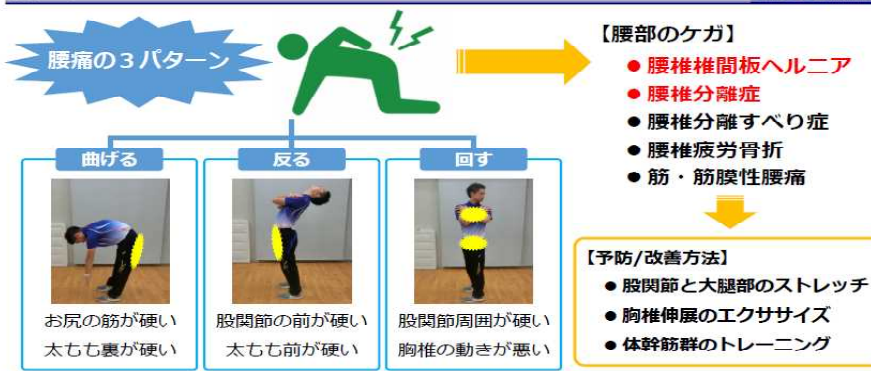 腰痛の３パターン
曲げる
お尻の筋が硬い
太もも裏が硬い
反る
股関節の前が硬い
太もも前が硬い
回す
股関節周囲が硬い
胸椎の動きが悪い
【腰部のケガ】
● 腰椎椎間板ヘルニア
● 腰椎分離症
● 腰椎分離すべり症
● 腰椎疲労骨折
● 筋・筋膜性腰痛
【予防/改善方法】
● 股関節と大腿部のストレッチ
● 胸椎伸展のエクササイズ
● 体幹筋群のトレーニング